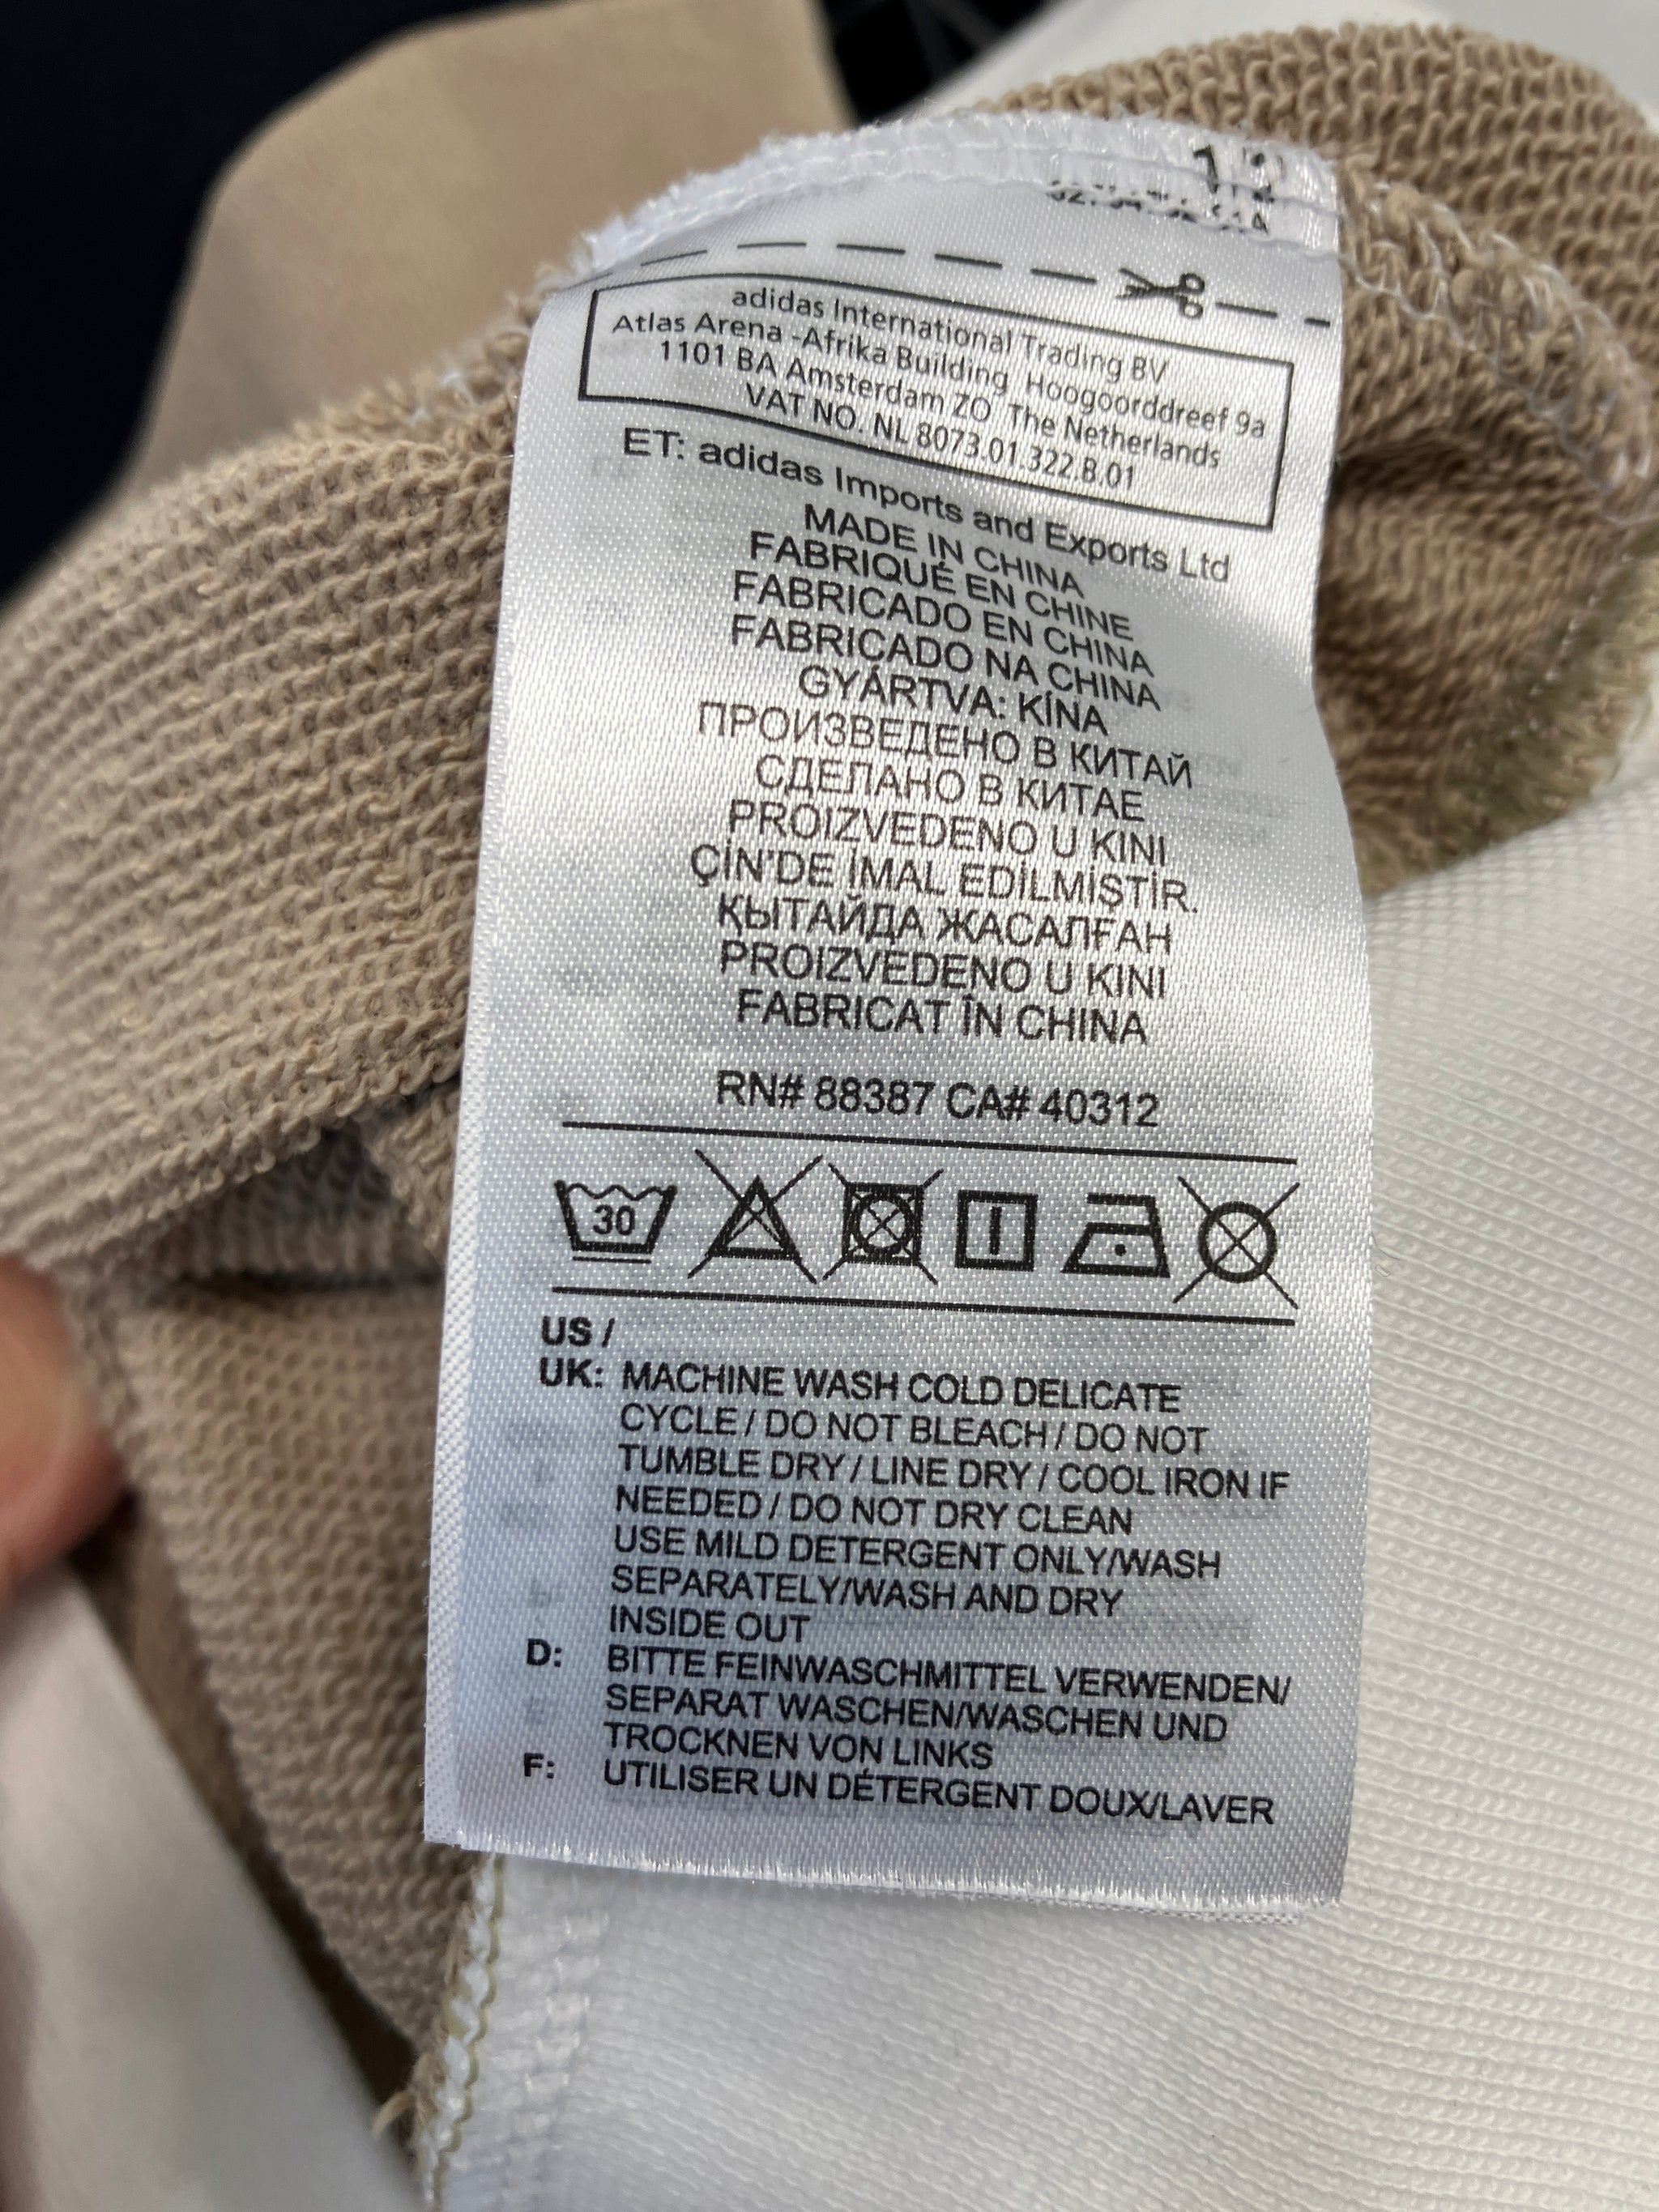 adidas International Trading BV
Atlas Arena -Afrika Building Hoogoorddreef 9a
1101 BA Amsterdam ZO The Netherlands
VAT NO. NL 8073.01.322.B.01
ET: adidas Imports and Exports Ltd
MADE IN CHINA
FABRIQUÉ EN CHINE
FABRICADO EN CHINA
FABRICADO NA CHINA
GYÁRTVA: KÍNA
ПРОИЗВЕДЕНО В КИТАЙ
СДЕЛАНО В КИТАЕ
PROIZVEDENO U KINI
ÇİN'DE İMAL EDİLMİŞTİR.
ҚЫТАЙДА ЖАСАЛҒАН
PROIZVEDENO U KINI
FABRICAT ÎN CHINA
RN# 88387 CA# 40312
30
US /
UK: MACHINE WASH COLD DELICATE
CYCLE / DO NOT BLEACH / DO NOT
TUMBLE DRY / LINE DRY / COOL IRON IF
NEEDED / DO NOT DRY CLEAN
USE MILD DETERGENT ONLY/WASH
SEPARATELY/WASH AND DRY
INSIDE OUT
D: BITTE FEINWASCHMITTEL VERWENDEN/
SEPARAT WASCHEN/WASCHEN UND
TROCKNEN VON LINKS
F: UTILISER UN DÉTERGENT DOUX/LAVER